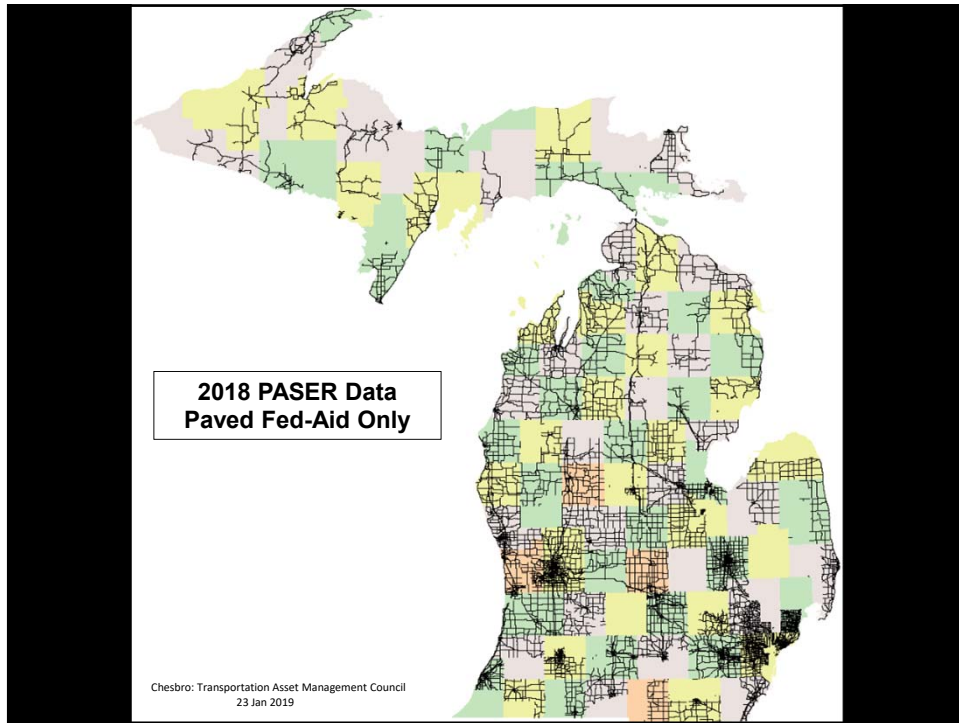 2018 PASER Data
Paved Fed-Aid Only
Chesbro: Transportation Asset Management Council
23 Jan 2019